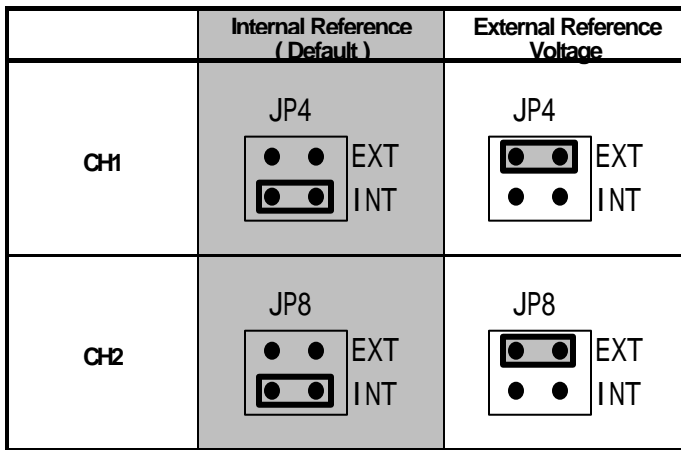 Internal Reference
( Default )
External Reference
Voltage
CH1
JP4
EXT
INT
JP4
EXT
INT
CH2
JP8
EXT
INT
JP8
EXT
INT